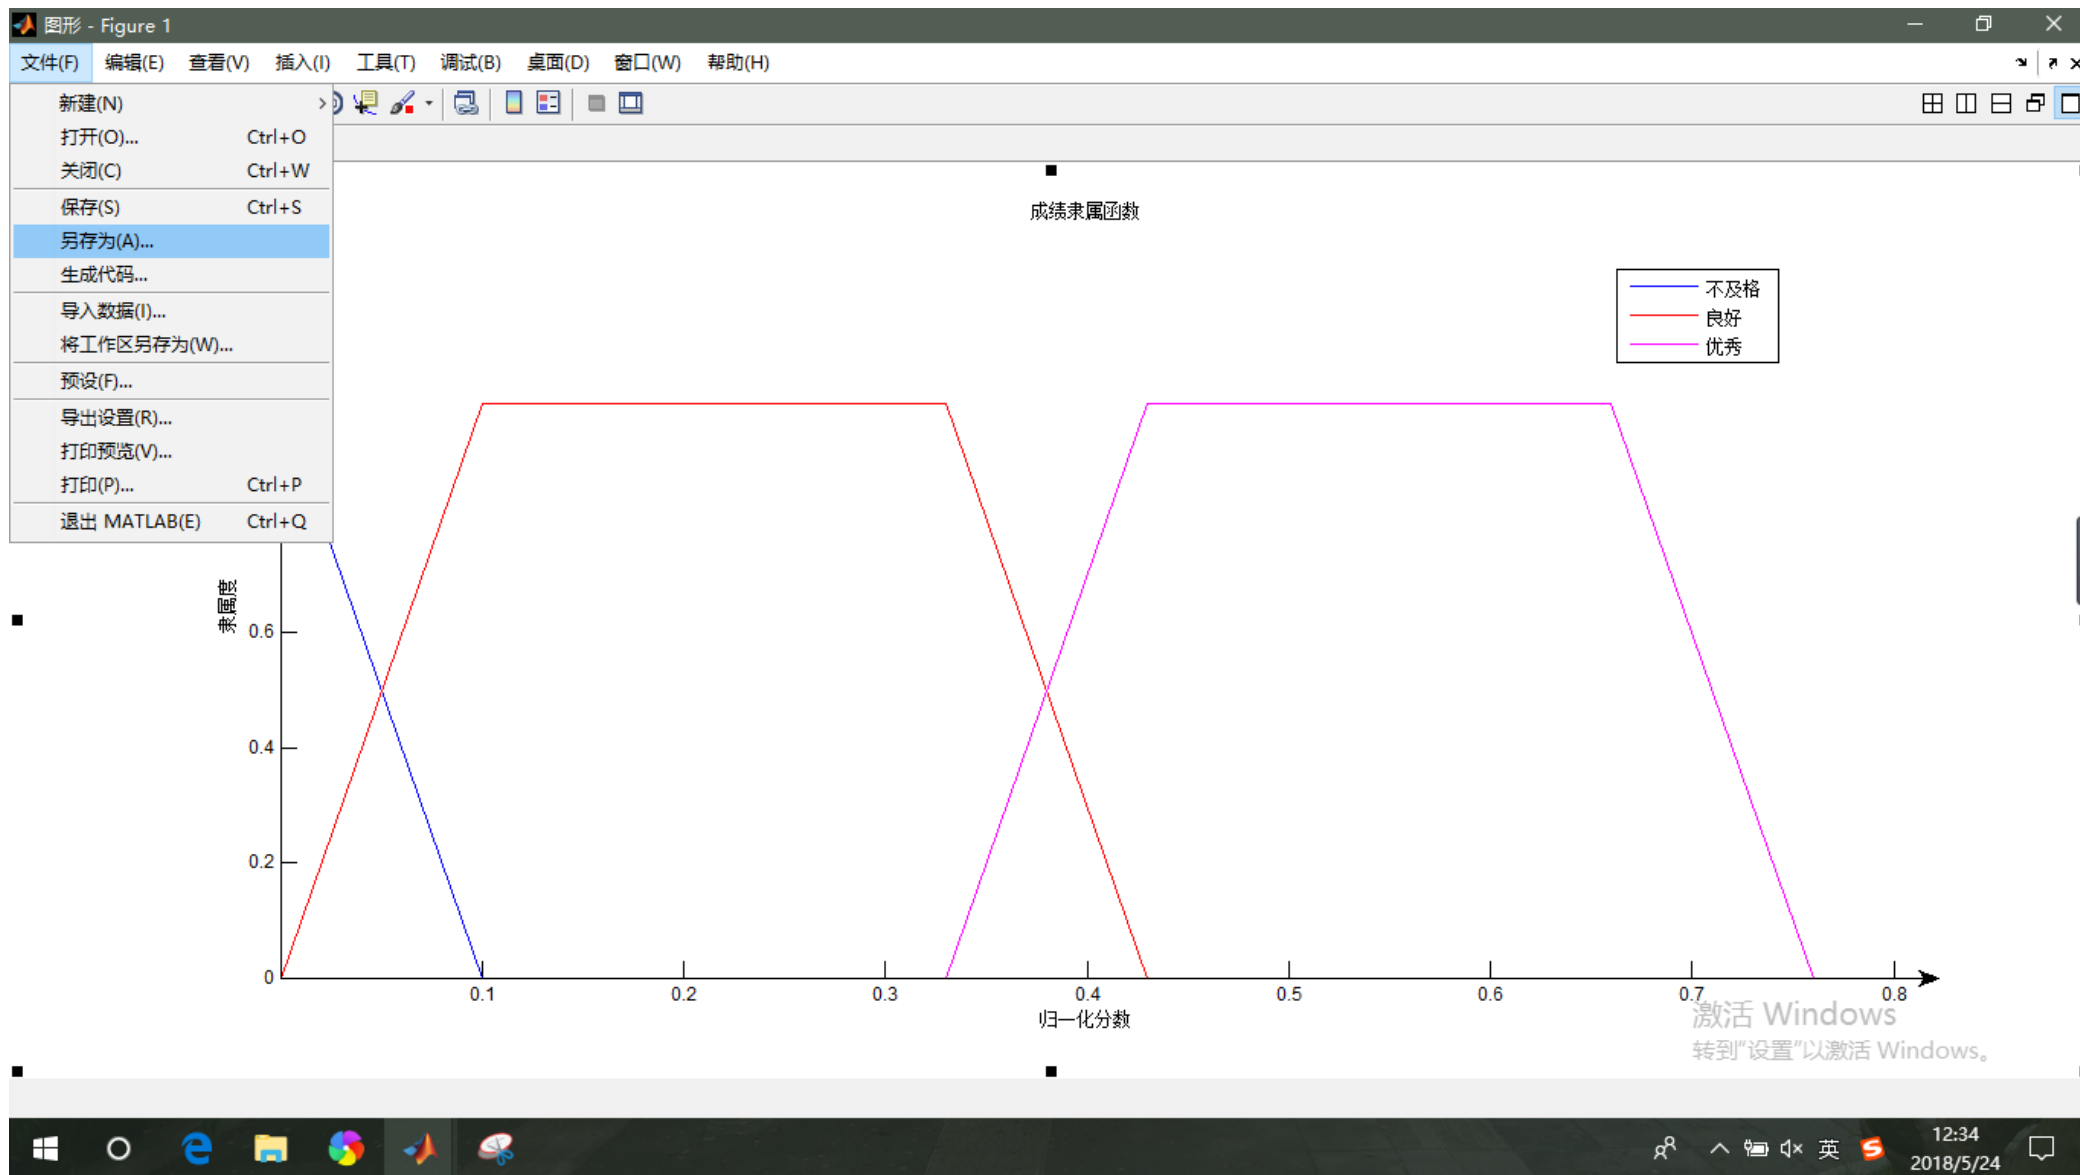 图形 - Figure 1
文件(F) 编辑(E) 查看(V) 插入(I) 工具(T) 调试(B) 桌面(D) 窗口(W) 帮助(H)
新建(N)
打开(O)... Ctrl+O
关闭(C) Ctrl+W
保存(S) Ctrl+S
另存为(A)...
生成代码...
导入数据(I)...
将工作区另存为(W)...
预设(F)...
导出设置(R)...
打印预览(V)...
打印(P)... Ctrl+P
退出 MATLAB(E) Ctrl+Q
成绩隶属函数
不及格
良好
优秀
隶属度
0.6
0.4
0.2
0
0.1 0.2 0.3 0.4 0.5 0.6 0.7 0.8
归一化分数
激活 Windows
转到“设置”以激活 Windows。
英
12:34
2018/5/24